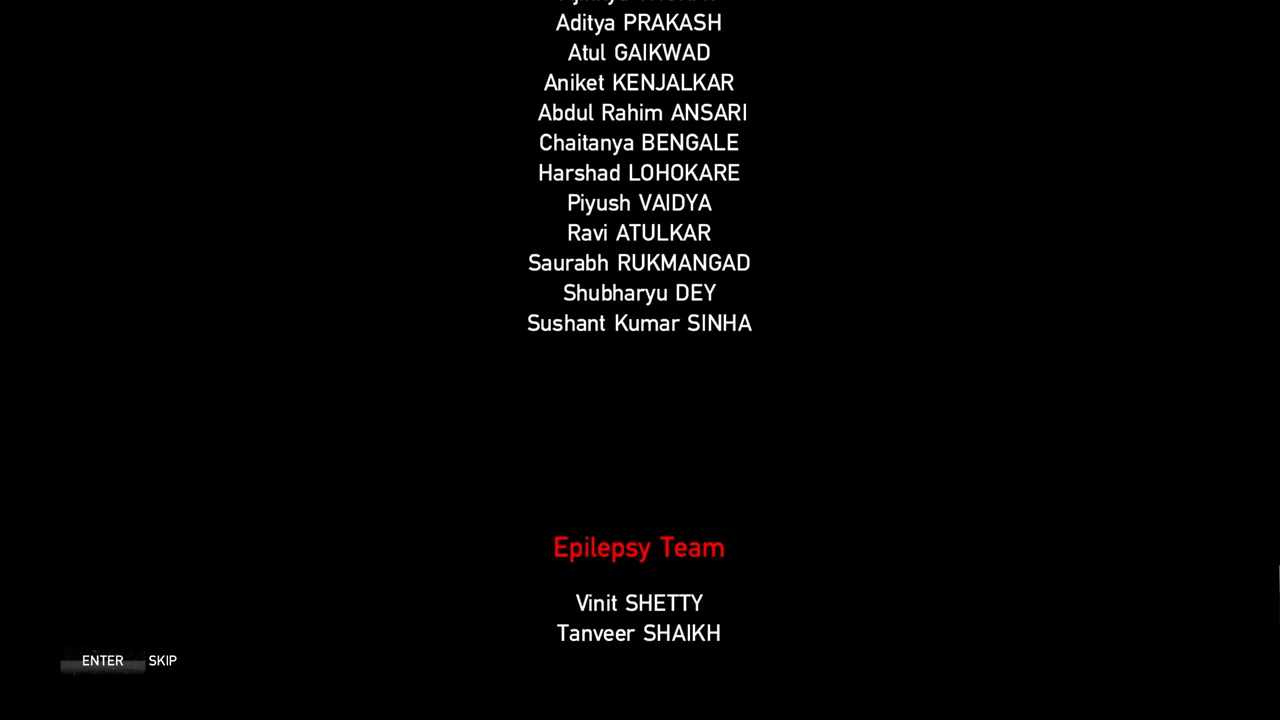 Aditya PRAKASH
Atul GAIKWAD
Aniket KENJALKAR
Abdul Rahim ANSARI
Chaitanya BENGALE
Harshad LOHOKARE
Piyush VAIDYA
Ravi ATULKAR
Saurabh RUKMANGAD
Shubharyu DEY
Sushant Kumar SINHA
Epilepsy Team
Vinit SHETTY
Tanveer SHAIKH
ENTER SKIP